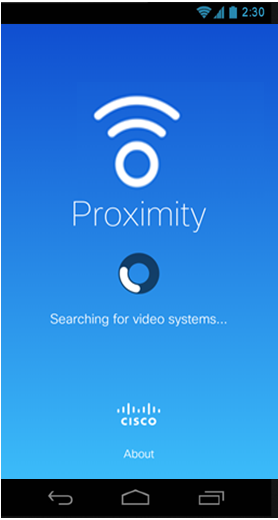 2:30
Proximity
Searching for video systems...
CISCO
About